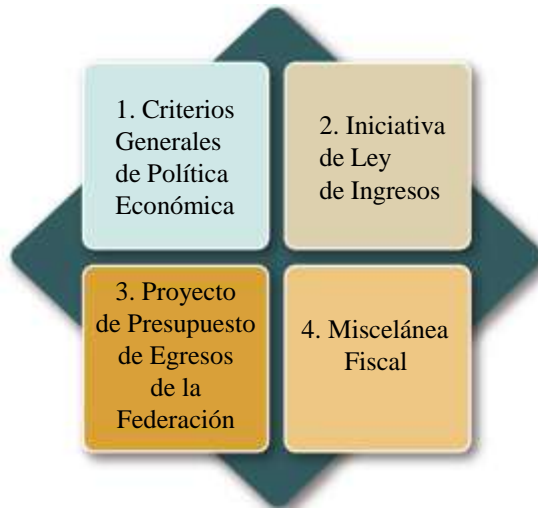 1. Criterios
Generales
de Política
Económica
2. Iniciativa
de Ley
de Ingresos
3. Proyecto
de Presupuesto
de Egresos
de la
Federación
4. Miscelánea
Fiscal